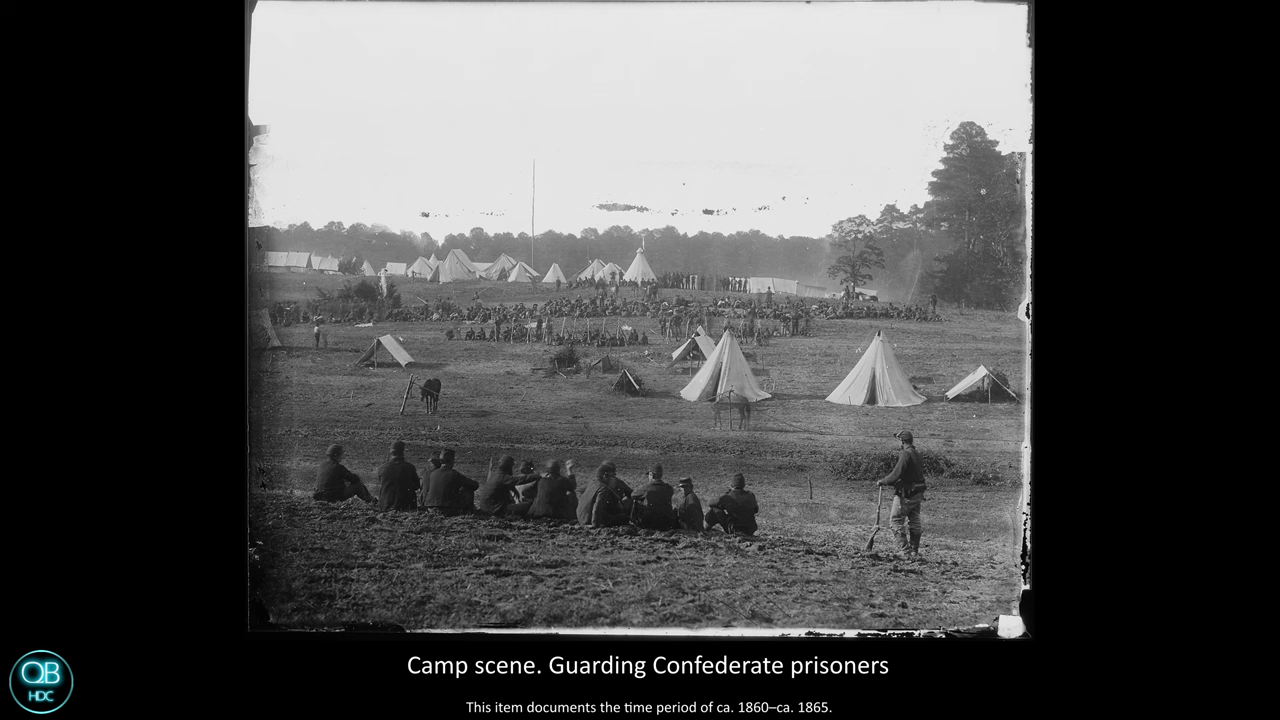 Camp scene. Guarding Confederate prisoners
This item documents the time period of ca. 1860–ca. 1865.
QB
HDC